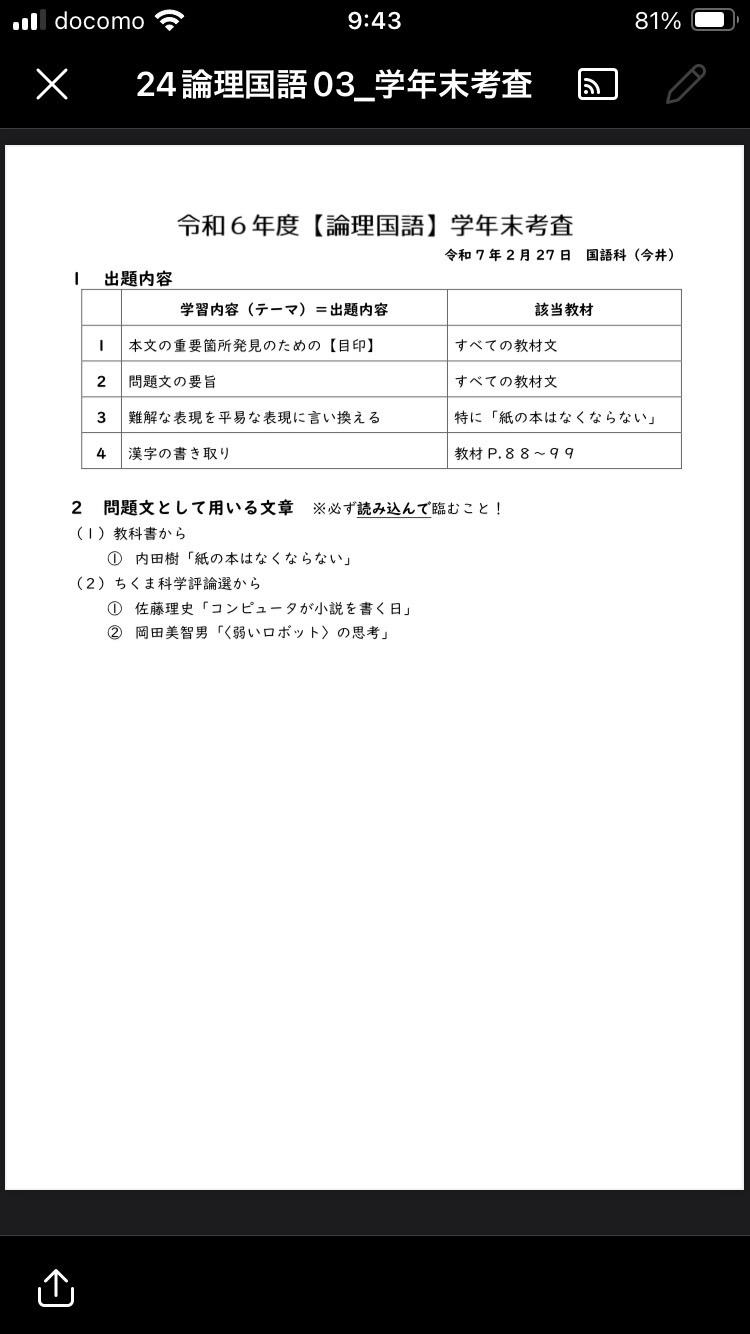 docomo 9:43 81%
24論理国語03_学年末考査
令和６年度【論理国語】学年末考査
令和７年２月27日　国語科（今井）
１　出題内容
学習内容（テーマ）＝出題内容　該当教材
１　本文の重要箇所発見のための【目印】　すべての教材文
２　問題文の要旨　すべての教材文
３　難解な表現を平易な表現に言い換える　特に「紙の本はなくならない」
４　漢字の書き取り　教材P.８８～９９
２　問題文として用いる文章　※必ず読み込んで臨むこと！
（１）教科書から
①　内田樹「紙の本はなくならない」
（２）ちくま科学評論選から
①　佐藤理史「コンピュータが小説を書く日」
②　岡田美智男「〈弱いロボット〉の思考」